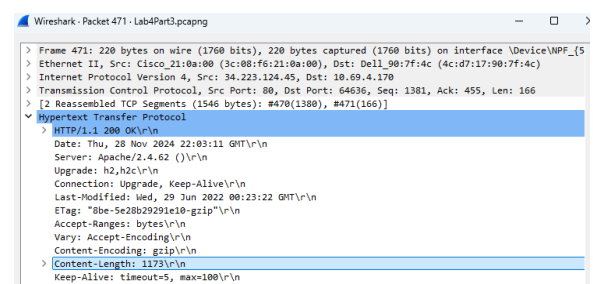 Wireshark · Packet 471 · Lab4Part3.pcapng
Frame 471: 220 bytes on wire (1760 bits), 220 bytes captured (1760 bits) on interface \Device\NPF_{5
Ethernet II, Src: Cisco_21:0a:00 (3c:08:f6:21:0a:00), Dst: Dell_90:7f:4c (4c:d7:17:90:7f:4c)
Internet Protocol Version 4, Src: 34.223.124.45, Dst: 10.69.4.170
Transmission Control Protocol, Src Port: 80, Dst Port: 64636, Seq: 1381, Ack: 455, Len: 166
[2 Reassembled TCP Segments (1546 bytes): #470(1380), #471(166)]
Hypertext Transfer Protocol
HTTP/1.1 200 OK\r\n
Date: Thu, 28 Nov 2024 22:03:11 GMT\r\n
Server: Apache/2.4.62 ()\r\n
Upgrade: h2,h2c\r\n
Connection: Upgrade, Keep-Alive\r\n
Last-Modified: Wed, 29 Jun 2022 00:23:22 GMT\r\n
ETag: "8be-5e28b29291e10-gzip"\r\n
Accept-Ranges: bytes\r\n
Vary: Accept-Encoding\r\n
Content-Encoding: gzip\r\n
Content-Length: 1173\r\n
Keep-Alive: timeout=5, max=100\r\n